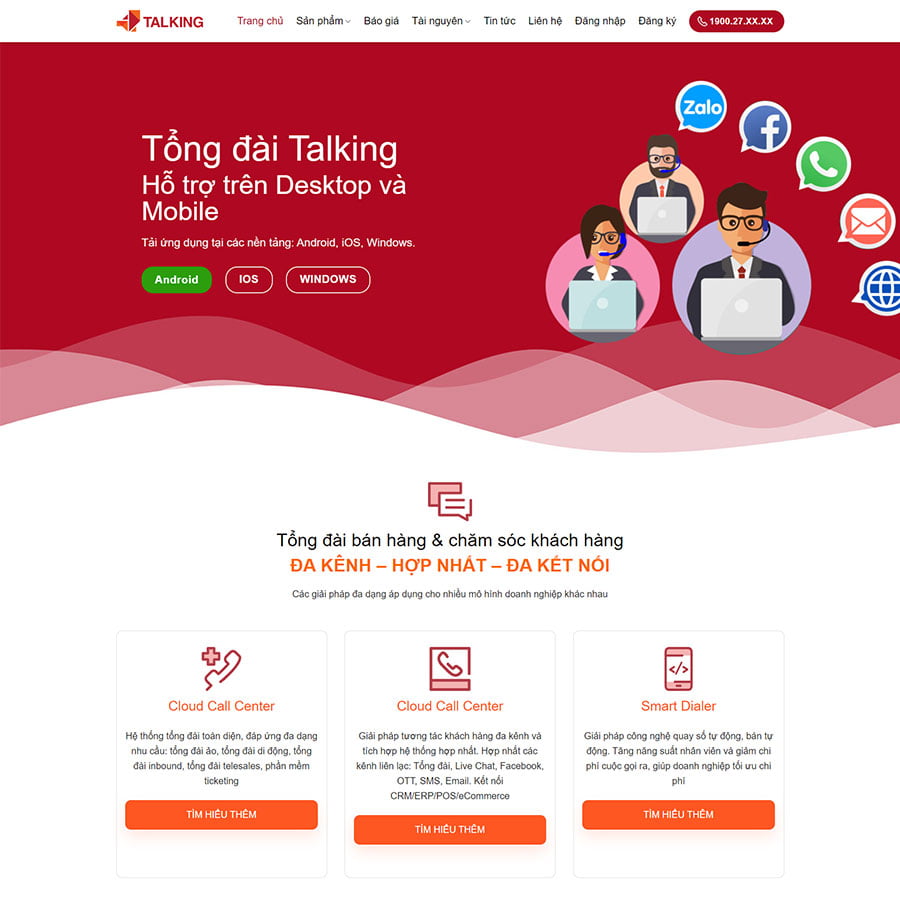 TALKING
Trang chủ Sản phẩm Báo giá Tài nguyên Tin tức Liên hệ Đăng nhập Đăng ký 1900.27.XX.XX
Zalo
Tổng đài Talking
Hỗ trợ trên Desktop và
Mobile
Tải ứng dụng tại các nền tảng: Android, iOS, Windows.
Android IOS WINDOWS
Tổng đài bán hàng & chăm sóc khách hàng
ĐA KÊNH – HỢP NHẤT – ĐA KẾT NỐI
Các giải pháp đa dạng áp dụng cho nhiều mô hình doanh nghiệp khác nhau
Cloud Call Center
Hệ thống tổng đài toàn diện, đáp ứng đa dạng
nhu cầu: tổng đài ảo, tổng đài di động, tổng
đài inbound, tổng đài telesales, phần mềm
ticketing
TÌM HIỂU THÊM
Cloud Call Center
Giải pháp tương tác khách hàng đa kênh và
tích hợp hệ thống hợp nhất. Hợp nhất các
kênh liên lạc: Tổng đài, Live Chat, Facebook,
OTT, SMS, Email. Kết nối
CRM/ERP/POS/eCommerce
TÌM HIỂU THÊM
Smart Dialer
Giải pháp công nghệ quay số tự động, bán tự
động. Tăng năng suất nhân viên và giảm chi
phí cuộc gọi ra, giúp doanh nghiệp tối ưu chi
phí
TÌM HIỂU THÊM